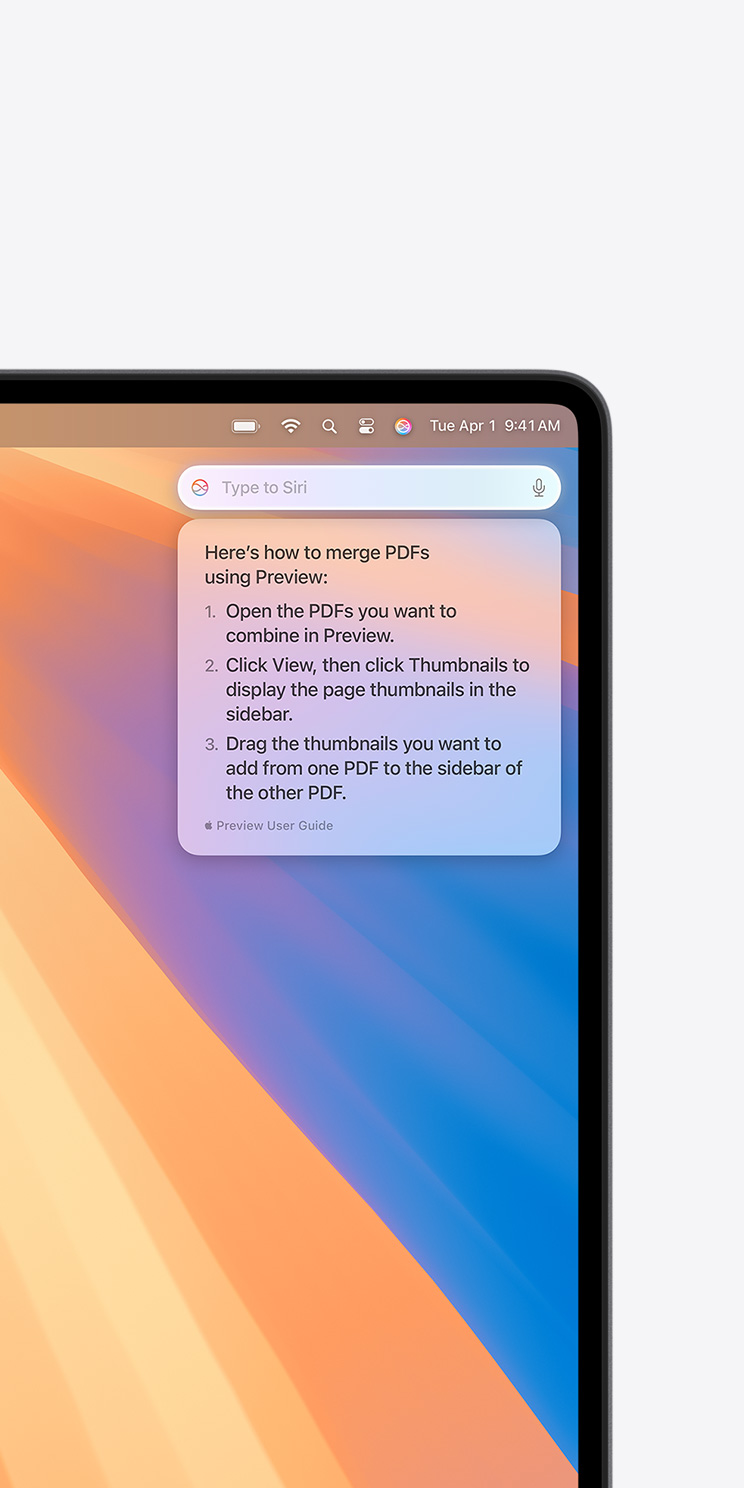 Tue Apr 1 9:41 AM
Type to Siri
Here’s how to merge PDFs
using Preview:
1. Open the PDFs you want to
combine in Preview.
2. Click View, then click Thumbnails to
display the page thumbnails in the
sidebar.
3. Drag the thumbnails you want to
add from one PDF to the sidebar of
the other PDF.
Preview User Guide